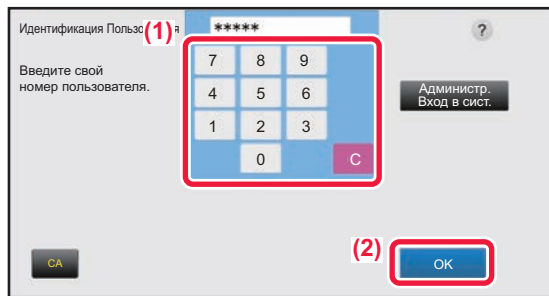 Идентификация Пользователя
(1)
*****
?
Введите свой
номер пользователя.
7 8 9
4 5 6
1 2 3
0 C
Администр.
Вход в сист.
CA
(2)
OK